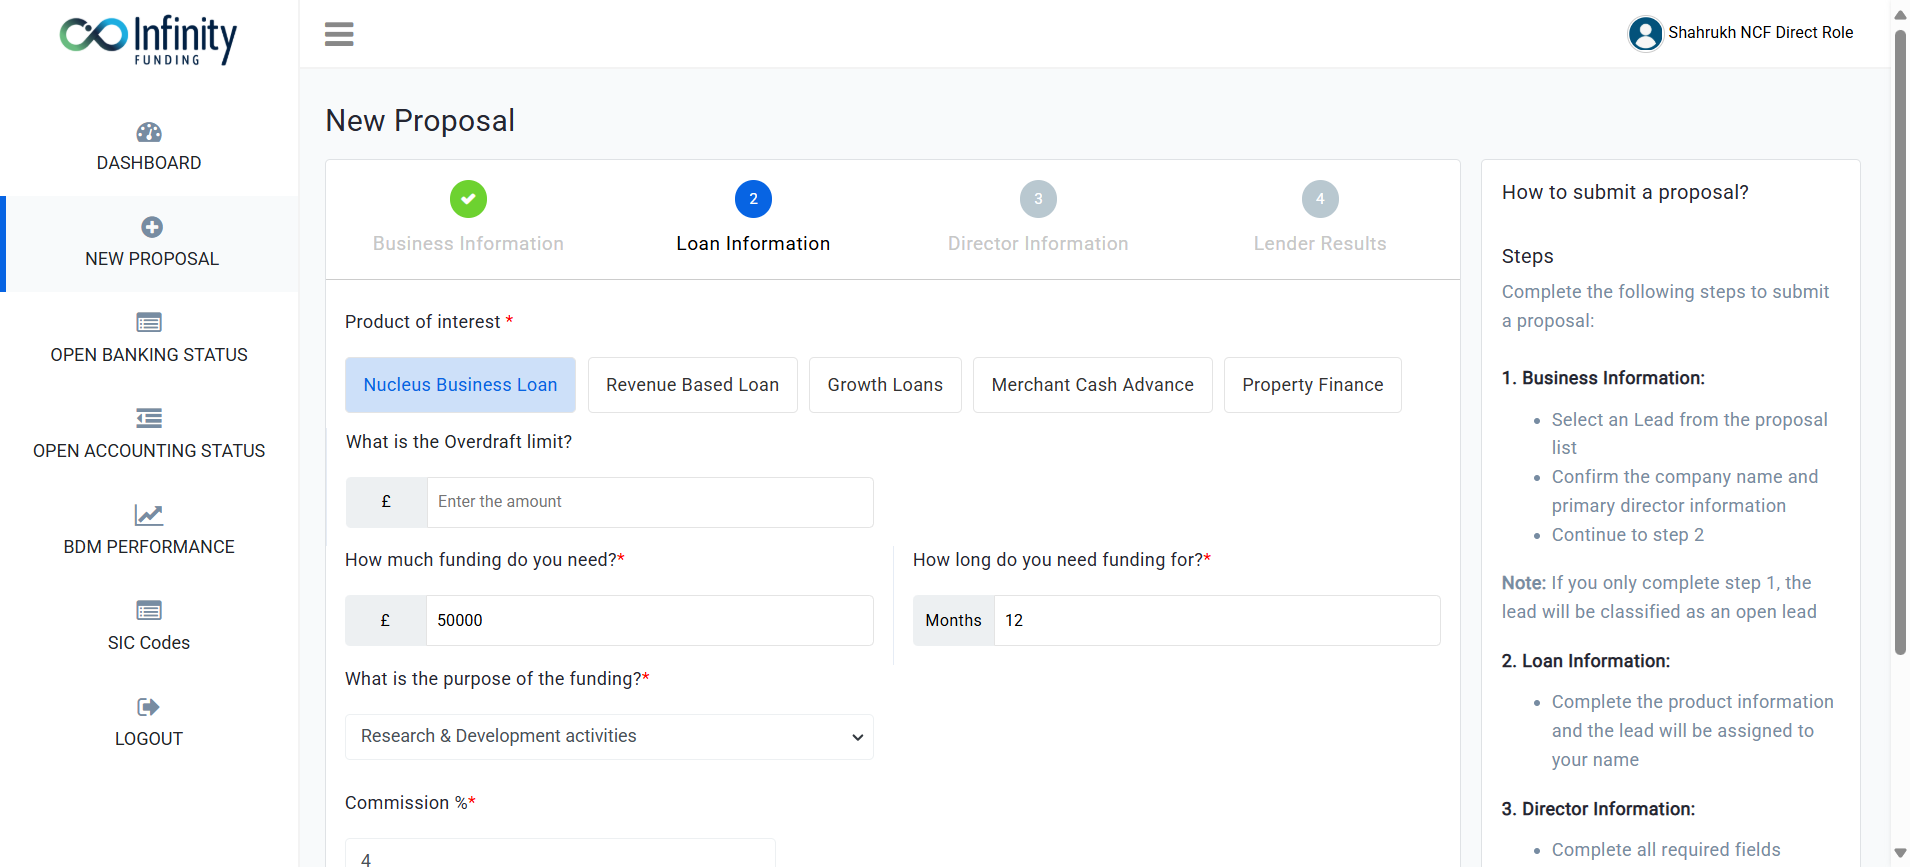 Infinity
FUNDING
Shahrukh NCF Direct Role
DASHBOARD
NEW PROPOSAL
OPEN BANKING STATUS
OPEN ACCOUNTING STATUS
BDM PERFORMANCE
SIC Codes
LOGOUT
New Proposal
Business Information
2
Loan Information
3
Director Information
4
Lender Results
Product of interest *
Nucleus Business Loan
Revenue Based Loan
Growth Loans
Merchant Cash Advance
Property Finance
What is the Overdraft limit?
£ Enter the amount
How much funding do you need?*
£ 50000
How long do you need funding for?*
Months 12
What is the purpose of the funding?*
Research & Development activities
Commission %*
4
How to submit a proposal?
Steps
Complete the following steps to submit
a proposal:
1. Business Information:
• Select an Lead from the proposal
list
• Confirm the company name and
primary director information
• Continue to step 2
Note: If you only complete step 1, the
lead will be classified as an open lead
2. Loan Information:
• Complete the product information
and the lead will be assigned to
your name
3. Director Information:
• Complete all required fields